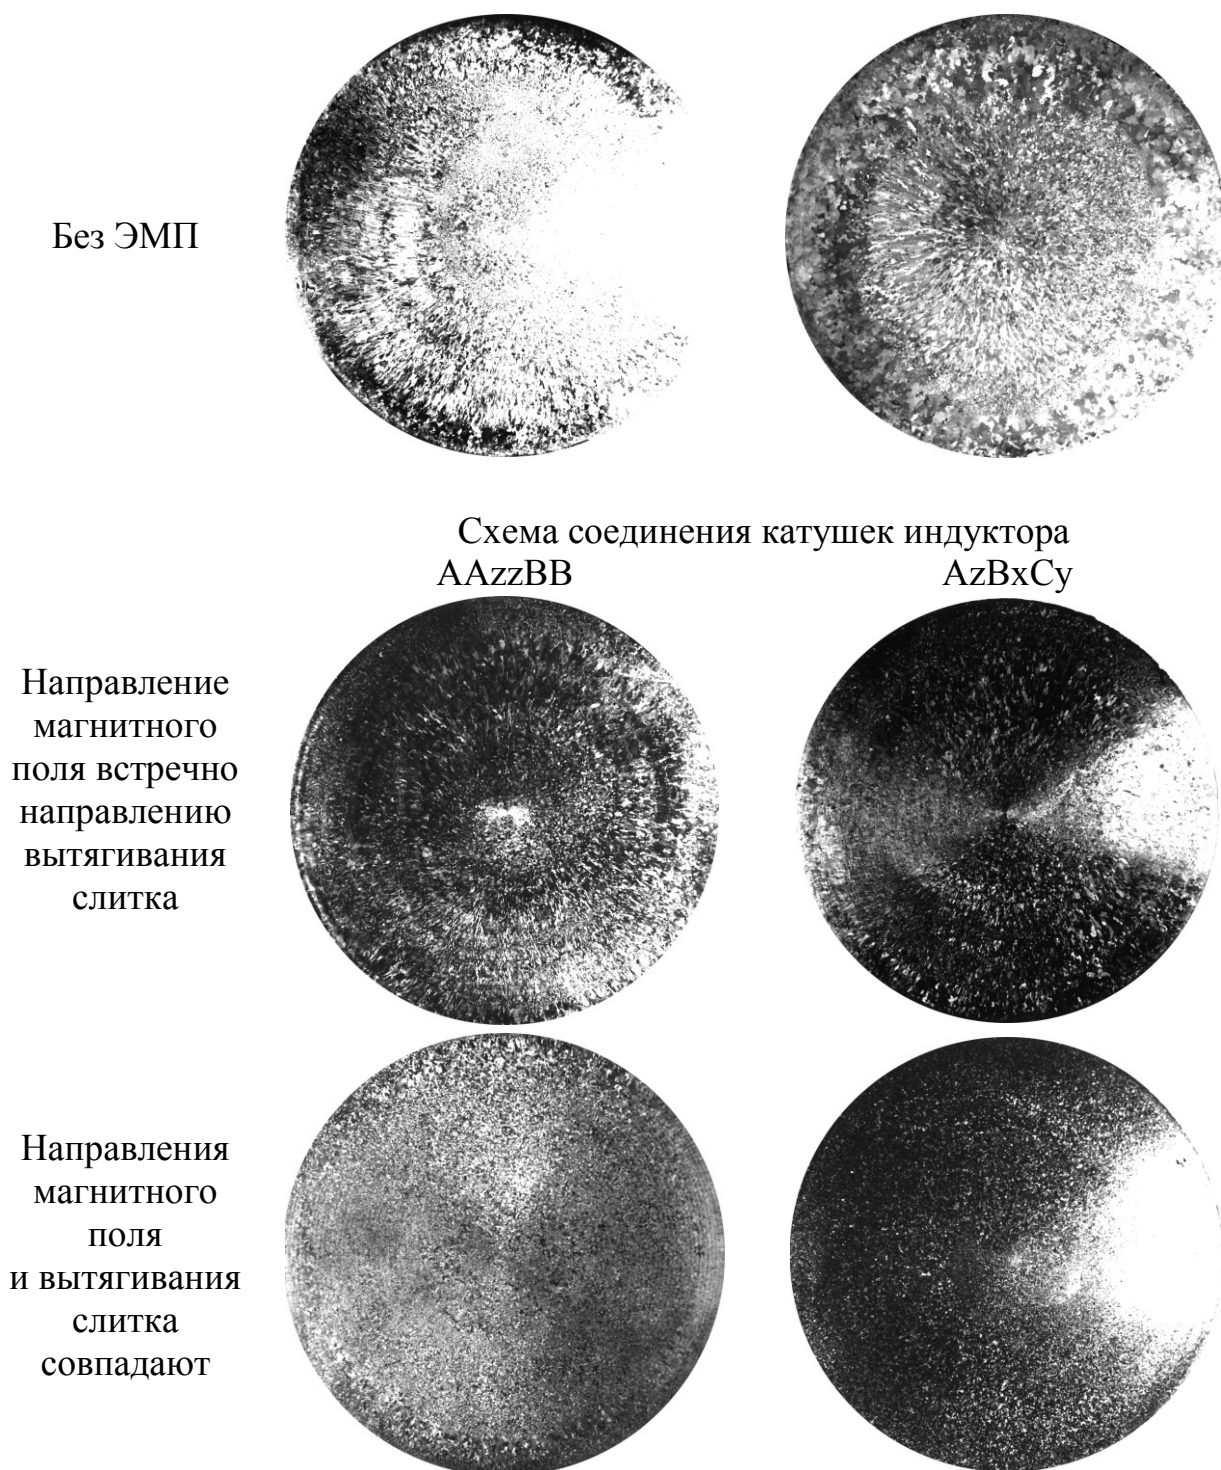 Без ЭМП
Схема соединения катушек индуктора
AAzzBB
AzBxCy
Направление
магнитного
поля встречно
направлению
вытягивания
слитка
Направления
магнитного
поля
и вытягивания
слитка
совпадают